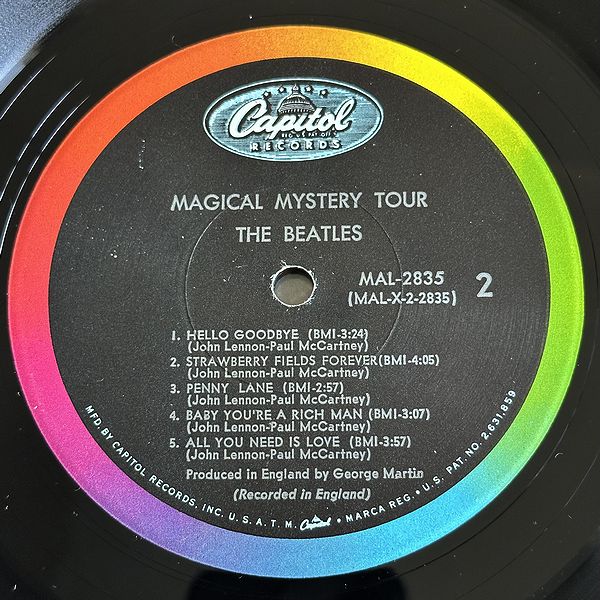 Capitol
RECORDS
MAGICAL MYSTERY TOUR
THE BEATLES
MAL-2835
(MAL-X-2-2835)
2
1. HELLO GOODBYE (BMI-3:24)
(John Lennon-Paul McCartney)
2. STRAWBERRY FIELDS FOREVER(BMI-4:05)
(John Lennon-Paul McCartney)
3. PENNY LANE (BMI-2:57)
(John Lennon-Paul McCartney)
4. BABY YOU'RE A RICH MAN (BMI-3:07)
(John Lennon-Paul McCartney)
5. ALL YOU NEED IS LOVE (BMI-3:57)
(John Lennon-Paul McCartney)
Produced in England by George Martin
(Recorded in England)
MFD. BY CAPITOL RECORDS, INC. U. S. A. T. M. Capitol • MARCA REG. • U. S. PAT. NO. 2,631,859